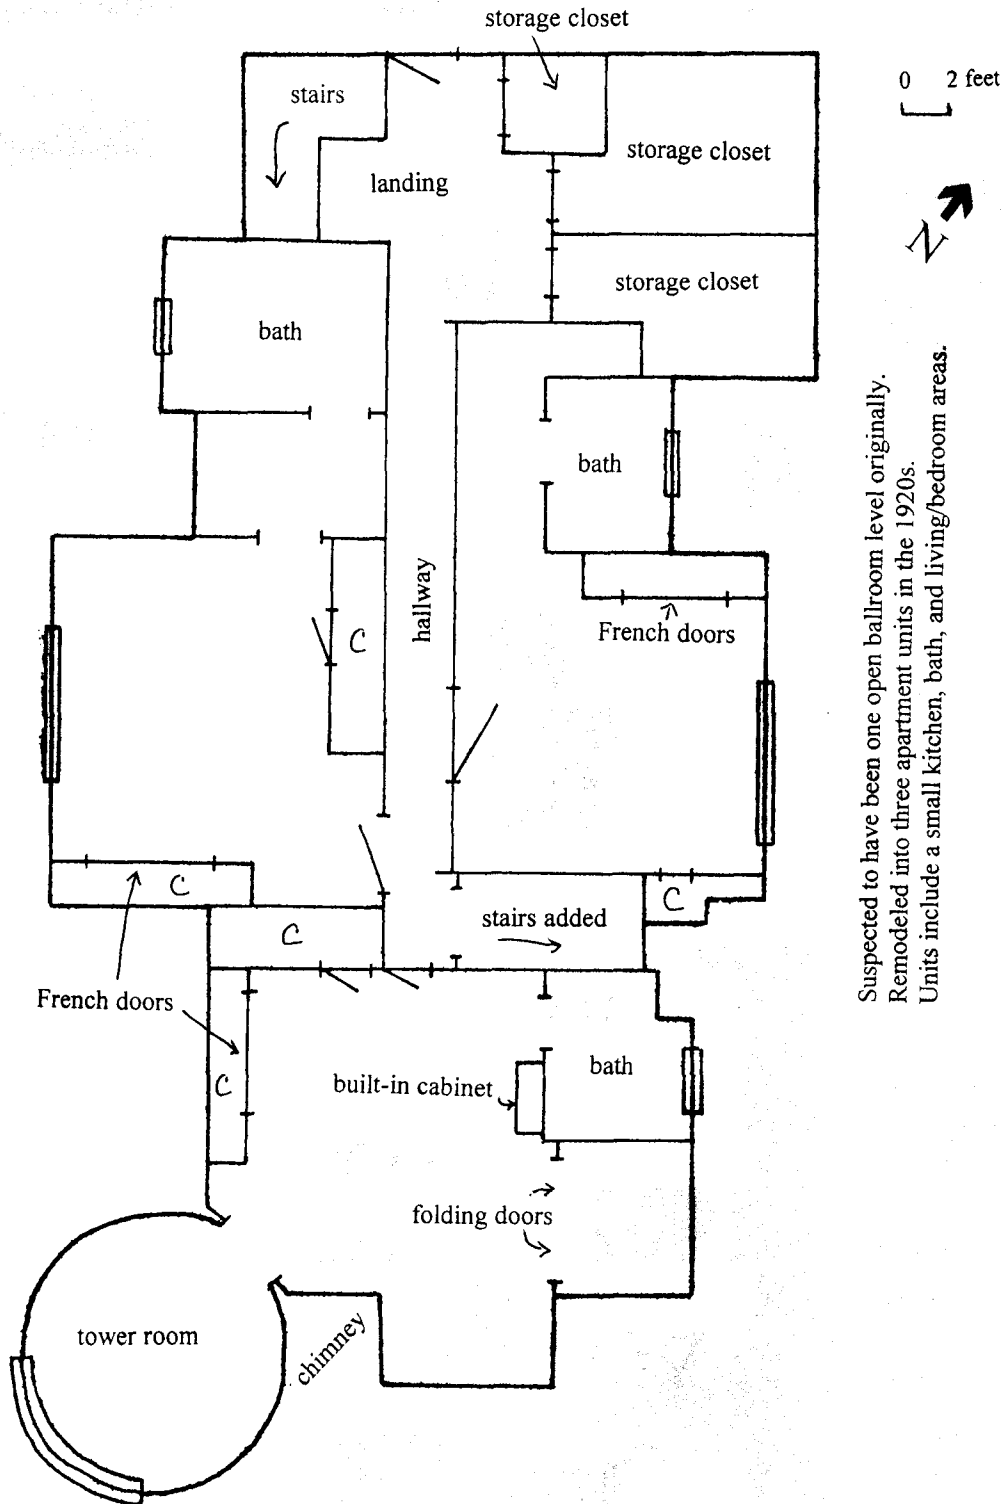 storage closet
0 2 feet
stairs
storage closet
landing
N
storage closet
bath
bath
hallway
C
French doors
C
C
stairs added
C
French doors
C
built-in cabinet
bath
folding doors
tower room
chimney
Suspected to have been one open ballroom level originally.
Remodeled into three apartment units in the 1920s.
Units include a small kitchen, bath, and living/bedroom areas.